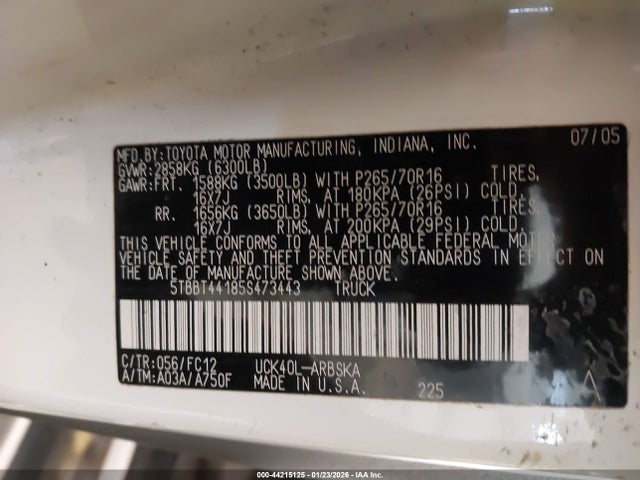 MFD.BY:TOYOTA MOTOR MANUFACTURING, INDIANA, INC. 07/05
GVWR:2858KG (6300LB)
GAWR:FRT. 1588KG (3500LB) WITH P265/70R16 TIRES,
16X7J RIMS, AT 180KPA (26PSI) COLD.
RR. 1656KG (3650LB) WITH P265/70R16 TIRES,
16X7J RIMS, AT 200KPA (29PSI) COLD.
THIS VEHICLE CONFORMS TO ALL APPLICABLE FEDERAL MOTOR
VEHICLE SAFETY AND THEFT PREVENTION STANDARDS IN EFFECT ON
THE DATE OF MANUFACTURE SHOWN ABOVE.
5TBBT44185S473443 TRUCK
C/TR:056/FC12 UCK40L-ARBSKA
A/TM:A03A/A750F MADE IN U.S.A. 225
000-44215125 - 01/23/2026 - IAA Inc.